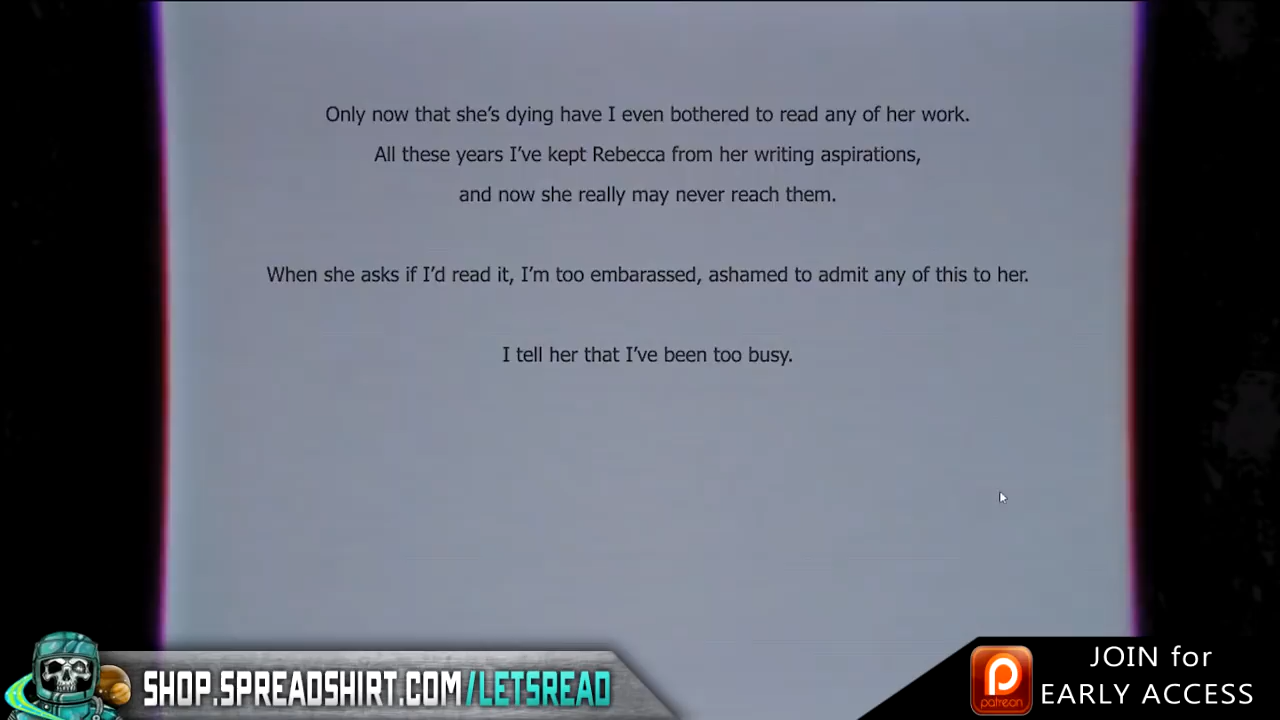 Only now that she's dying have I even bothered to read any of her work.
All these years I've kept Rebecca from her writing aspirations,
and now she really may never reach them.
When she asks if I'd read it, I'm too embarassed, ashamed to admit any of this to her.
I tell her that I've been too busy.
SHOP.SPREADSHIRT.COM/LETSREAD
patreon
JOIN for
EARLY ACCESS